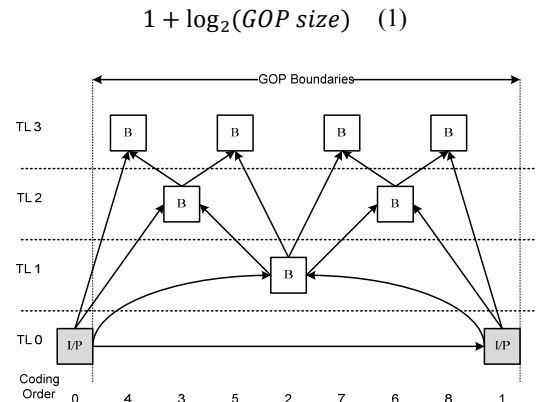 1 + log₂(GOP size) (1)
GOP Boundaries
TL 3 B B B B
TL 2 B B
TL 1 B
TL 0 I/P I/P
Coding
Order 0 4 3 5 2 7 6 8 1